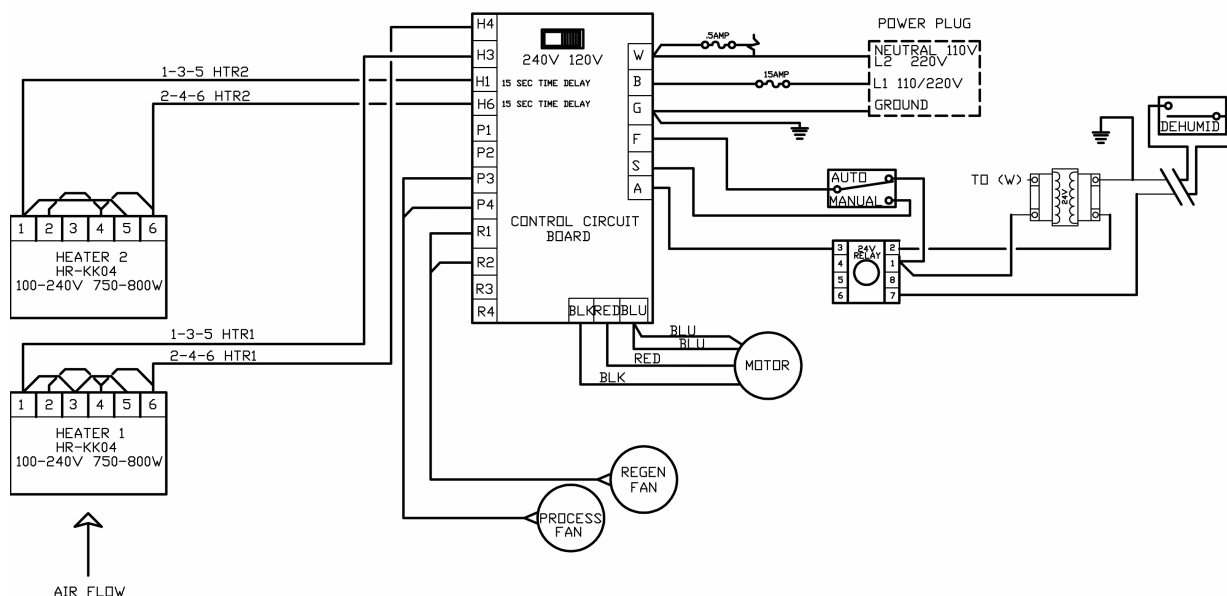 H4
H3
H1 15 SEC TIME DELAY
H6 15 SEC TIME DELAY
P1
P2
P3
P4
R1
R2
R3
R4
240V 120V
CONTROL CIRCUIT
BOARD
W
B
G
F
S
A
BLK RED BLU
1-3-5 HTR2
2-4-6 HTR2
1 2 3 4 5 6
HEATER 2
HR-KK04
100-240V 750-800W
1-3-5 HTR1
2-4-6 HTR1
1 2 3 4 5 6
HEATER 1
HR-KK04
100-240V 750-800W
AIR FLOW
BLU
BLU
RED
BLK
MOTOR
REGEN
FAN
PROCESS
FAN
.5AMP
15AMP
POWER PLUG
NEUTRAL 110V
L2 220V
L1 110/220V
GROUND
AUTO
MANUAL
24V
RELAY
3
4
5
6
2
1
8
7
TO (W)
24V
DEHUMID